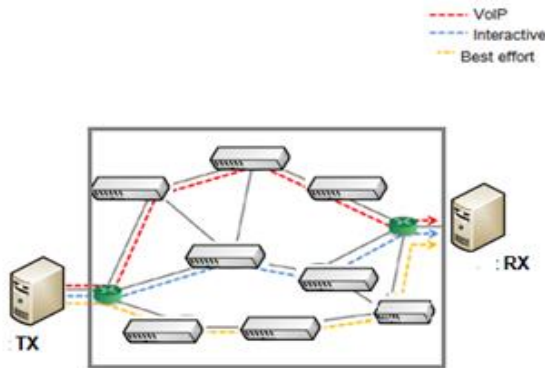 VoIP
Interactive
Best effort
: RX
: TX